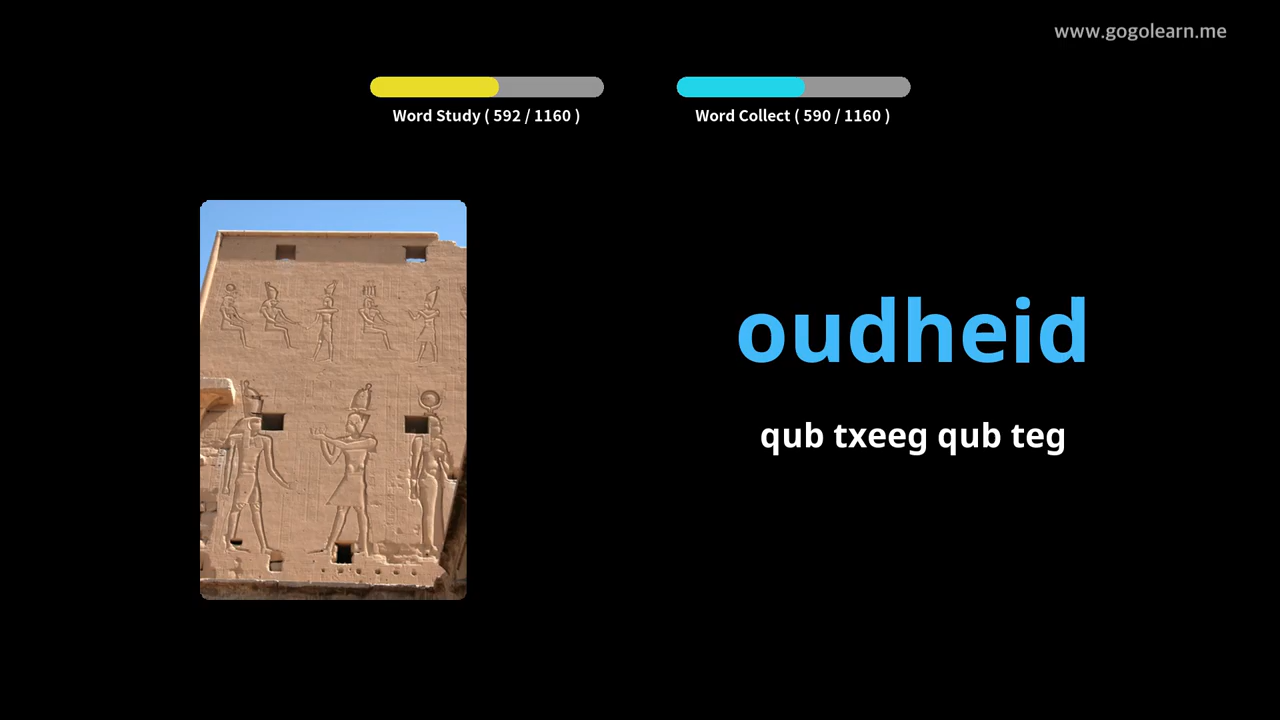 www.gogolearn.me
Word Study ( 592 / 1160 )
Word Collect ( 590 / 1160 )
oudheid
qub txeeg qub teg